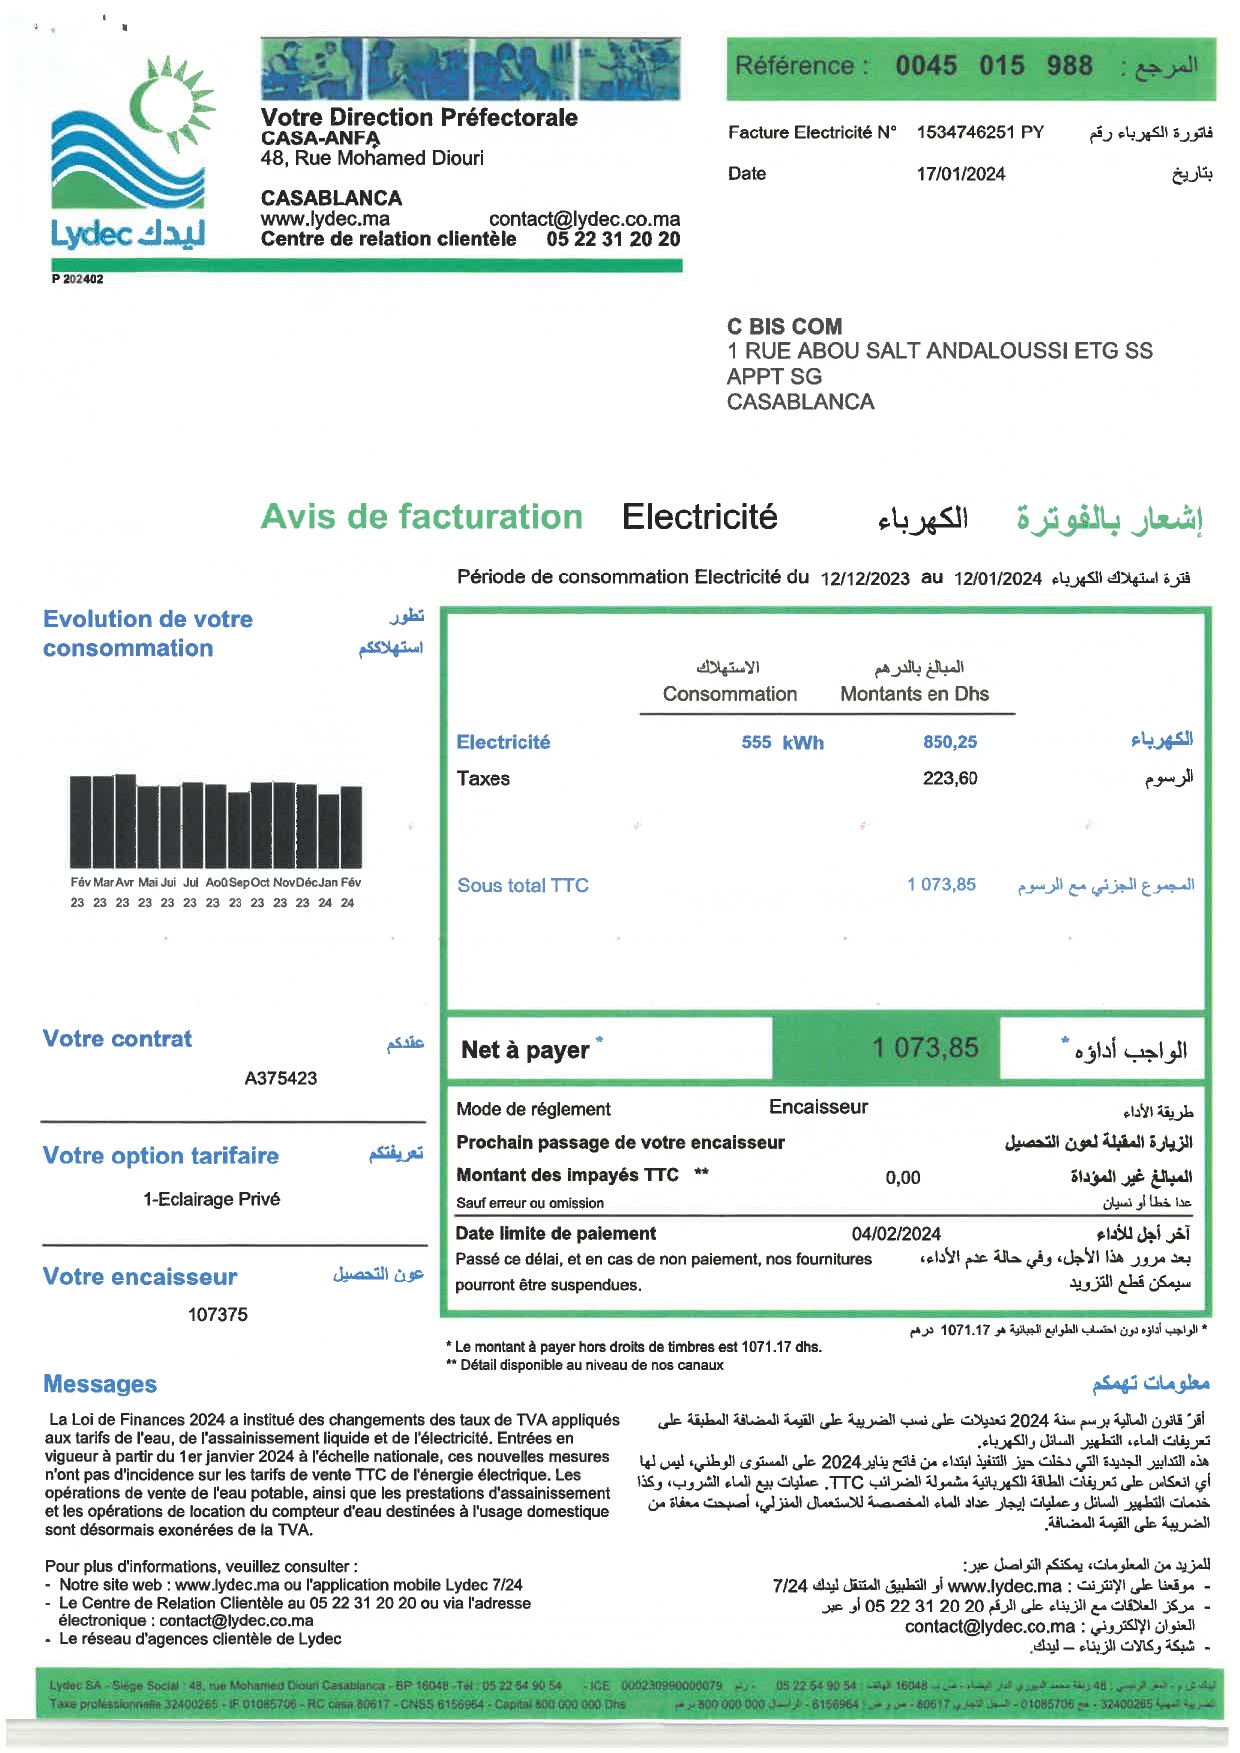 Lydec ليدك
P 202402
Votre Direction Préfectorale
CASA-ANFA
48, Rue Mohamed Diouri
CASABLANCA
www.lydec.ma contact@lydec.co.ma
Centre de relation clientèle 05 22 31 20 20
Référence : 0045 015 988 : المرجع
Facture Electricité N° 1534746251 PY فاتورة الكهرباء رقم
Date 17/01/2024 بتاريخ
C BIS COM
1 RUE ABOU SALT ANDALOUSSI ETG SS
APPT SG
CASABLANCA
Avis de facturation Electricité الكهرباء إشعار بالفوترة
Période de consommation Electricité du 12/12/2023 au 12/01/2024 فترة استهلاك الكهرباء
Evolution de votre تطور
consommation استهلاككم
Fév Mar Avr Mai Jui Jul Aoû Sep Oct Nov Déc Jan Fév
23 23 23 23 23 23 23 23 23 23 23 24 24
الاستهلاك المبالغ بالدرهم
Consommation Montants en Dhs
Electricité 555 kWh 850,25 الكهرباء
Taxes 223,60 الرسوم
Sous total TTC 1 073,85 المجموع الجزئي مع الرسوم
Votre contrat عقدكم
A375423
Votre option tarifaire تعريفتكم
1-Eclairage Privé
Votre encaisseur عون التحصيل
107375
Net à payer * 1 073,85 الواجب أداؤه *
Mode de réglement Encaisseur طريقة الأداء
Prochain passage de votre encaisseur الزيارة المقبلة لعون التحصيل
Montant des impayés TTC ** 0,00 المبالغ غير المؤداة
Sauf erreur ou omission عدا خطأ أو نسيان
Date limite de paiement 04/02/2024 آخر أجل للأداء
Passé ce délai, et en cas de non paiement, nos fournitures بعد مرور هذا الأجل، وفي حالة عدم الأداء،
pourront être suspendues. سيمكن قطع التزويد
* الواجب أداؤه دون احتساب الطوابع الجبائية هو 1071.17 درهم
* Le montant à payer hors droits de timbres est 1071.17 dhs.
** Détail disponible au niveau de nos canaux
Messages معلومات تهمكم
La Loi de Finances 2024 a institué des changements des taux de TVA appliqués
aux tarifs de l'eau, de l'assainissement liquide et de l'électricité. Entrées en
vigueur à partir du 1er janvier 2024 à l'échelle nationale, ces nouvelles mesures
n'ont pas d'incidence sur les tarifs de vente TTC de l'énergie électrique. Les
opérations de vente de l'eau potable, ainsi que les prestations d'assainissement
et les opérations de location du compteur d'eau destinées à l'usage domestique
sont désormais exonérées de la TVA.
أقرّ قانون المالية برسم سنة 2024 تعديلات على نسب الضريبة على القيمة المضافة المطبقة على
تعريفات الماء، التطهير السائل والكهرباء.
هذه التدابير الجديدة التي دخلت حيز التنفيذ ابتداء من فاتح يناير 2024 على المستوى الوطني، ليس لها
أي انعكاس على تعريفات الطاقة الكهربائية مشمولة الضرائب TTC. عمليات بيع الماء الشروب، وكذا
خدمات التطهير السائل وعمليات إيجار عداد الماء المخصصة للاستعمال المنزلي، أصبحت معفاة من
الضريبة على القيمة المضافة.
Pour plus d'informations, veuillez consulter :
- Notre site web : www.lydec.ma ou l'application mobile Lydec 7/24
- Le Centre de Relation Clientèle au 05 22 31 20 20 ou via l'adresse
électronique : contact@lydec.co.ma
- Le réseau d'agences clientèle de Lydec
للمزيد من المعلومات، يمكنكم التواصل عبر:
- موقعنا على الإنترنت : www.lydec.ma أو التطبيق المتنقل ليدك 7/24
- مركز العلاقات مع الزبناء على الرقم 05 22 31 20 20 أو عبر
العنوان الإلكتروني : contact@lydec.co.ma
- شبكة وكالات الزبناء – ليدك.
Lydec SA - Siège Social : 48, rue Mohamed Diouri Casablanca - BP 16048 -Tél : 05 22 54 90 54 - ICE 000230990000079
Taxe professionnelle 32400265 - IF 01085706 - RC casa 80617 - CNSS 6156964 - Capital 800 000 000 Dhs